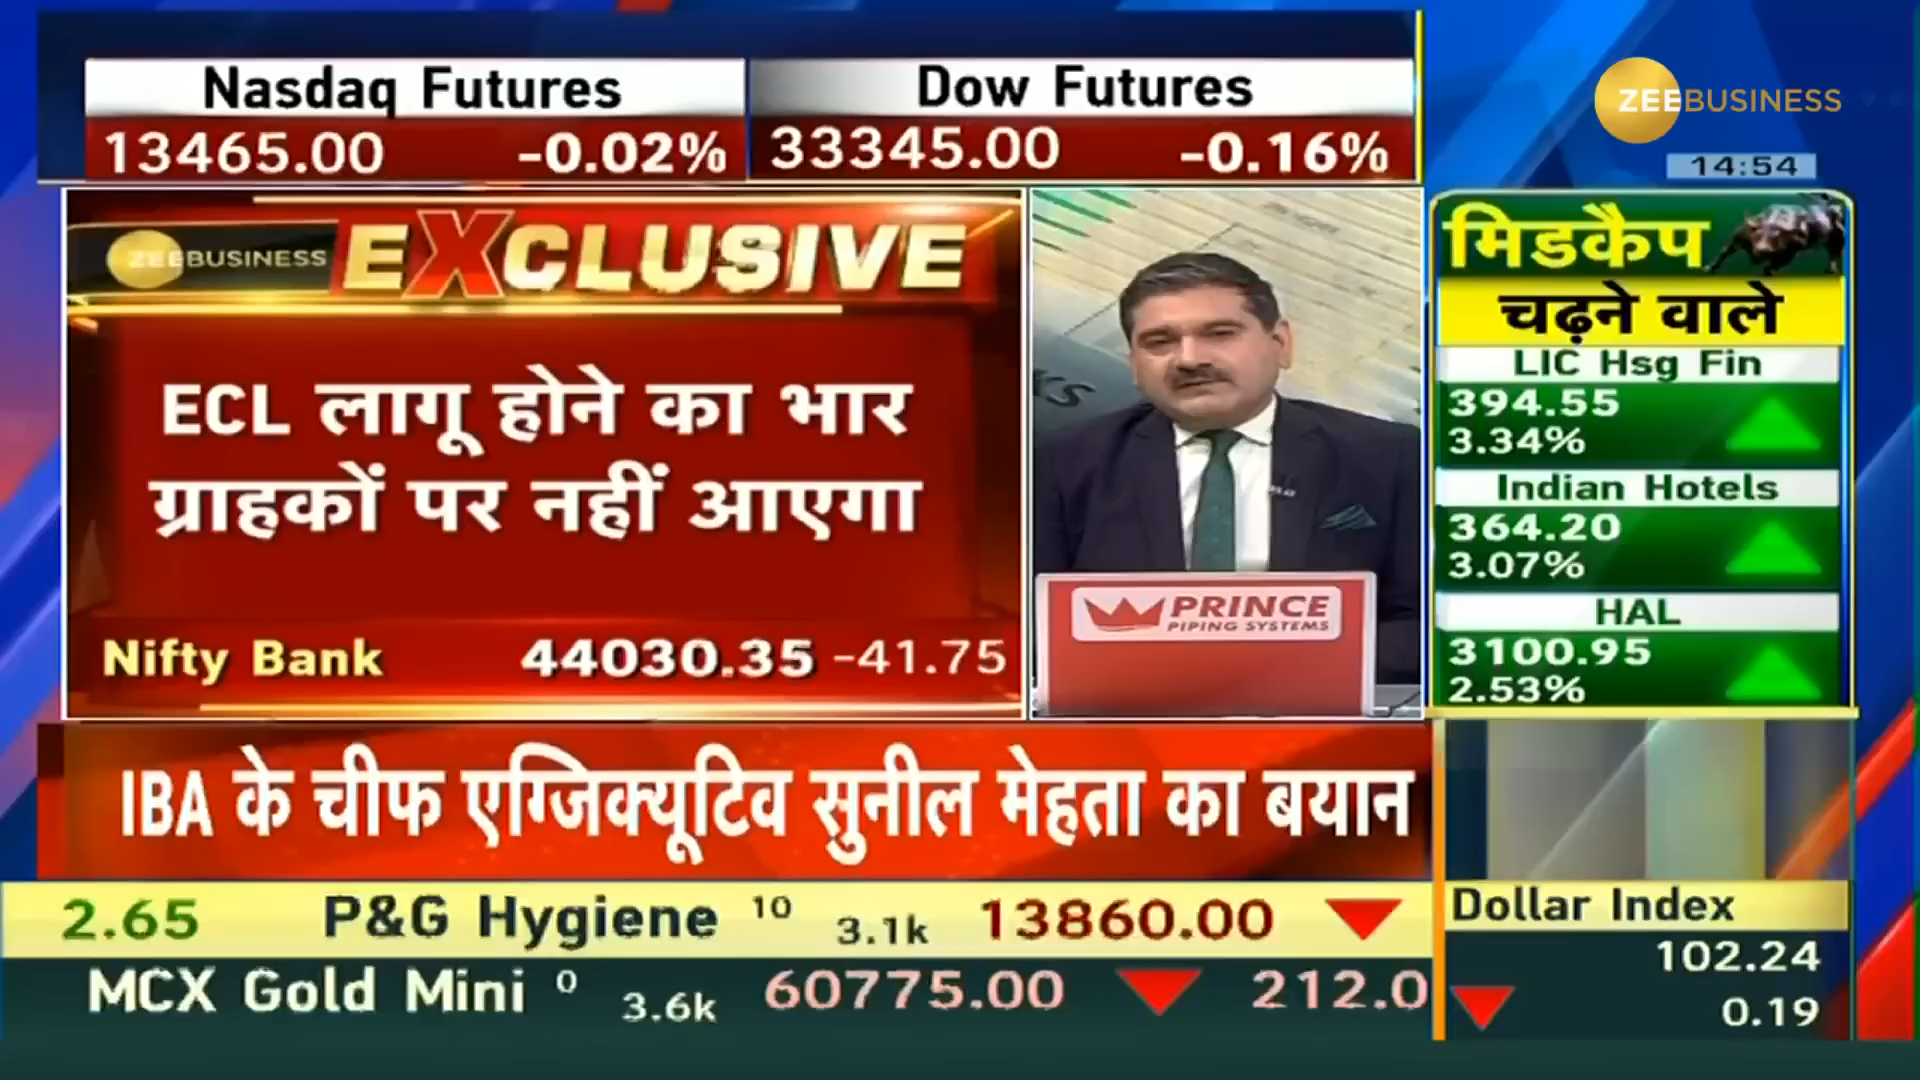 Nasdaq Futures
13465.00 -0.02%
Dow Futures
33345.00 -0.16%
ZEEBUSINESS
14:54
ZEEBUSINESS EXCLUSIVE
ECL लागू होने का भार
ग्राहकों पर नहीं आएगा
Nifty Bank 44030.35 -41.75
PRINCE
PIPING SYSTEMS
मिडकैप
चढ़ने वाले
LIC Hsg Fin
394.55
3.34%
Indian Hotels
364.20
3.07%
HAL
3100.95
2.53%
IBA के चीफ एग्जिक्यूटिव सुनील मेहता का बयान
2.65 P&G Hygiene 10 3.1k 13860.00
MCX Gold Mini 0 3.6k 60775.00 212.0
Dollar Index
102.24
0.19